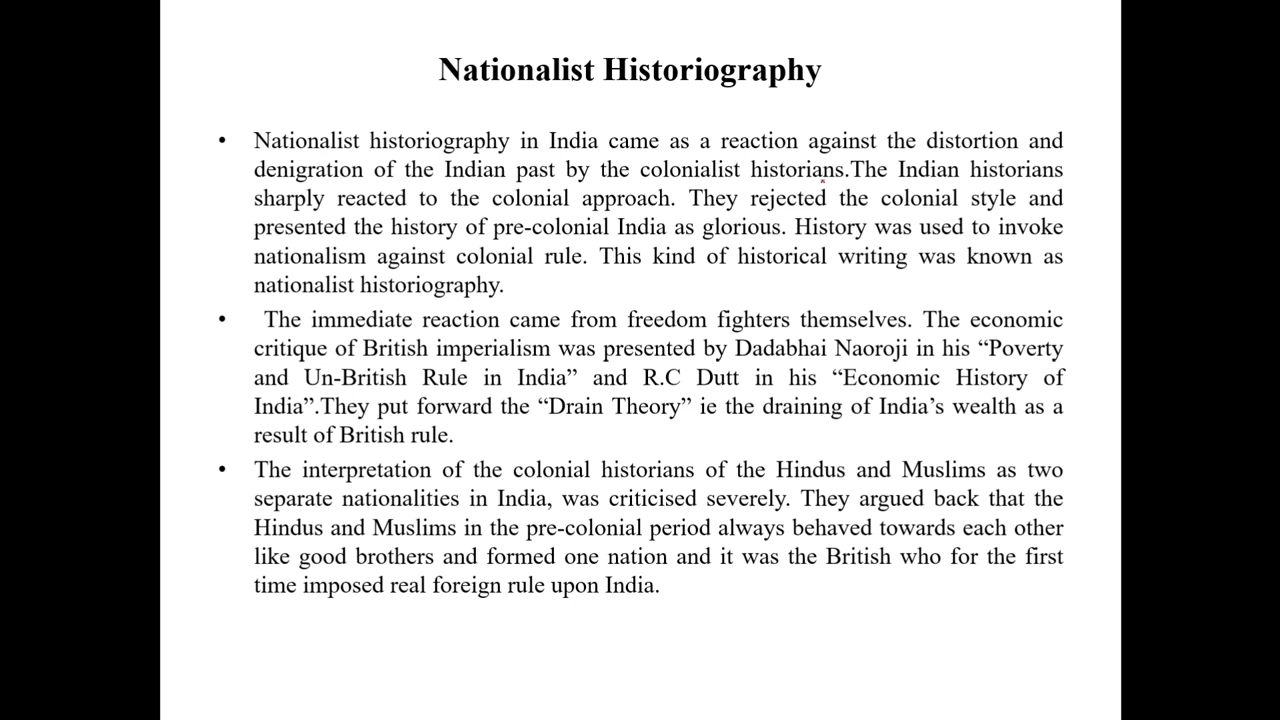 Nationalist Historiography
• Nationalist historiography in India came as a reaction against the distortion and
denigration of the Indian past by the colonialist historians.The Indian historians
sharply reacted to the colonial approach. They rejected the colonial style and
presented the history of pre-colonial India as glorious. History was used to invoke
nationalism against colonial rule. This kind of historical writing was known as
nationalist historiography.
• The immediate reaction came from freedom fighters themselves. The economic
critique of British imperialism was presented by Dadabhai Naoroji in his “Poverty
and Un-British Rule in India” and R.C Dutt in his “Economic History of
India”.They put forward the “Drain Theory” ie the draining of India’s wealth as a
result of British rule.
• The interpretation of the colonial historians of the Hindus and Muslims as two
separate nationalities in India, was criticised severely. They argued back that the
Hindus and Muslims in the pre-colonial period always behaved towards each other
like good brothers and formed one nation and it was the British who for the first
time imposed real foreign rule upon India.